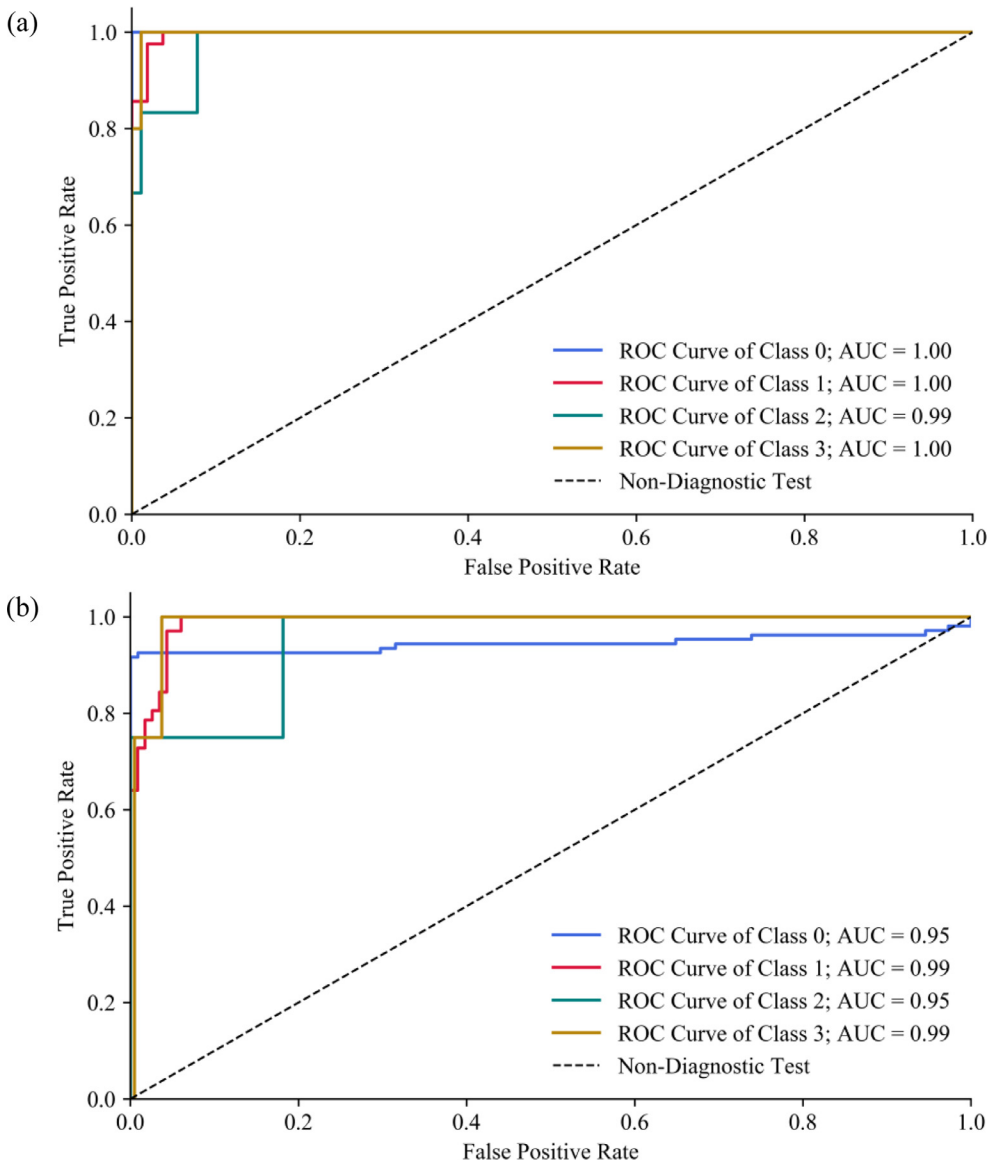 (a)
1.0
0.8
0.6
0.4
0.2
0.0
True Positive Rate
ROC Curve of Class 0; AUC = 1.00
ROC Curve of Class 1; AUC = 1.00
ROC Curve of Class 2; AUC = 0.99
ROC Curve of Class 3; AUC = 1.00
Non-Diagnostic Test
0.0 0.2 0.4 0.6 0.8 1.0
False Positive Rate
(b)
1.0
0.8
0.6
0.4
0.2
0.0
True Positive Rate
ROC Curve of Class 0; AUC = 0.95
ROC Curve of Class 1; AUC = 0.99
ROC Curve of Class 2; AUC = 0.95
ROC Curve of Class 3; AUC = 0.99
Non-Diagnostic Test
0.0 0.2 0.4 0.6 0.8 1.0
False Positive Rate